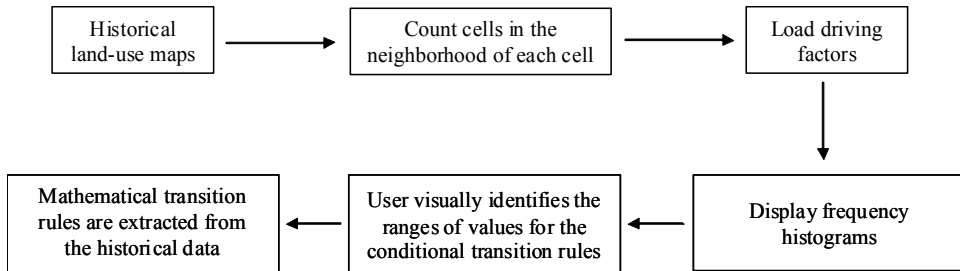 Historical
land-use maps
Count cells in the
neighborhood of each cell
Load driving
factors
Display frequency
histograms
User visually identifies the
ranges of values for the
conditional transition rules
Mathematical transition
rules are extracted from
the historical data